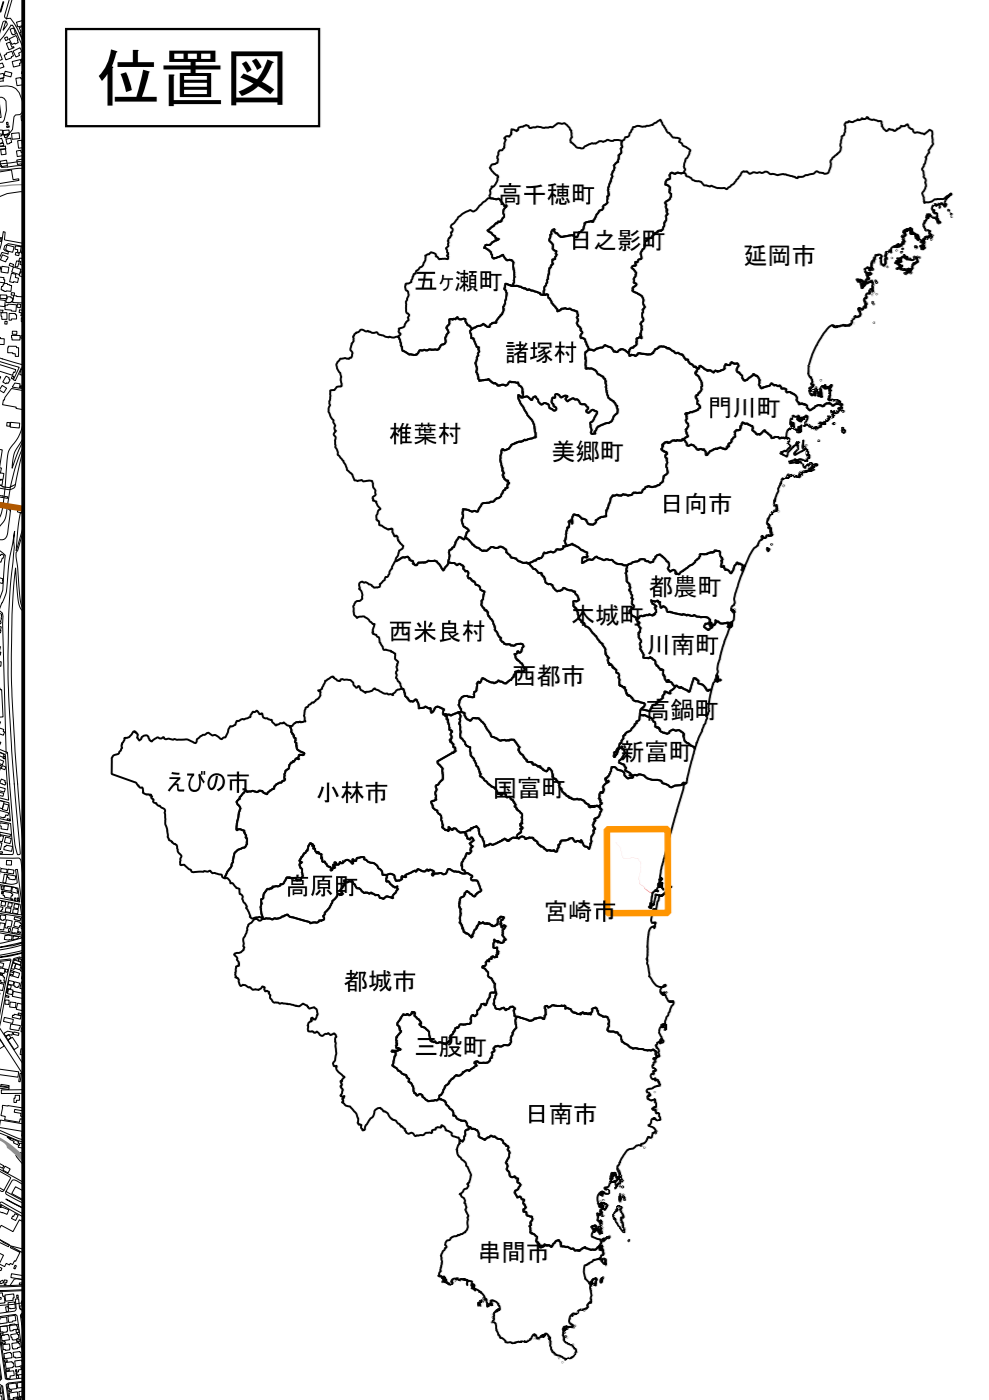 位置図
高千穂町
日之影町
延岡市
五ヶ瀬町
諸塚村
門川町
椎葉村
美郷町
日向市
都農町
木城町
西米良村
川南町
西都市
高鍋町
新富町
えびの市
小林市
国富町
高原町
宮崎市
都城市
三股町
日南市
串間市